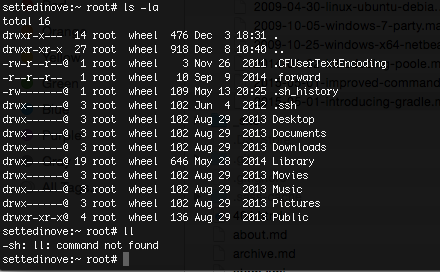 settedinove:~ root# ls -la
total 16
drwxr-x--- 14 root wheel 476 Dec 3 18:31 .
drwxr-xr-x 27 root wheel 918 Dec 8 10:40 ..
-rw--r--r-- 1 root wheel 3 Nov 26 2011 .CFUserTextEncoding
-rw-r--r-- 1 root wheel 10 Sep 9 2014 .forward
-rw------- 1 root wheel 109 May 13 20:25 .sh_history
drwx------ 3 root wheel 102 Jun 4 2012 .ssh
drwx------@ 3 root wheel 102 Aug 29 2013 Desktop
drwx------@ 3 root wheel 102 Aug 29 2013 Documents
drwx------@ 3 root wheel 102 Aug 29 2013 Downloads
drwx------@ 19 root wheel 646 May 28 2014 Library
drwx------@ 3 root wheel 102 Aug 29 2013 Movies
drwx------@ 3 root wheel 102 Aug 29 2013 Music
drwx------@ 3 root wheel 102 Aug 29 2013 Pictures
drwxr-xr-x@ 4 root wheel 136 Aug 29 2013 Public
settedinove:~ root# ll
-sh: ll: command not found
settedinove:~ root#
2009-04-30-linux-ubuntu-debia
2009-10-05-windows-7-party.m
2009-10-25-windows-x64-netbe
-poole.m
-improved-command
-01-introducing-gradle.m
about.md
archive.md